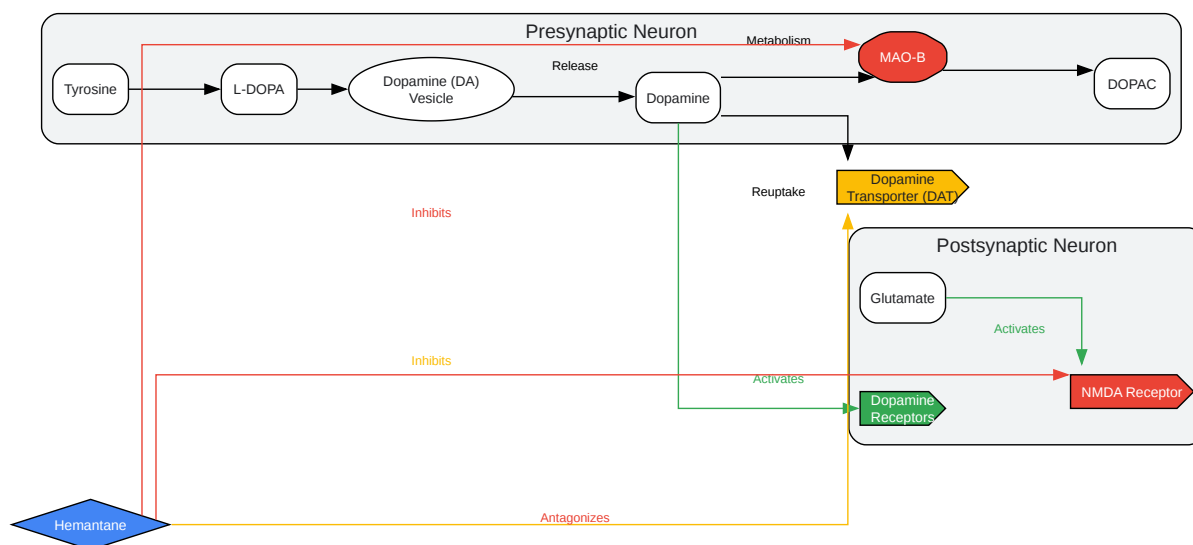 Presynaptic Neuron
Metabolism
MAO-B
Release
Tyrosine
L-DOPA
Dopamine (DA)
Vesicle
Dopamine
DOPAC
Dopamine
Transporter (DAT)
Reuptake
Inhibits
Postsynaptic Neuron
Glutamate
Activates
Inhibits
Activates
NMDA Receptor
Dopamine
Receptors
Antagonizes
Hemantane